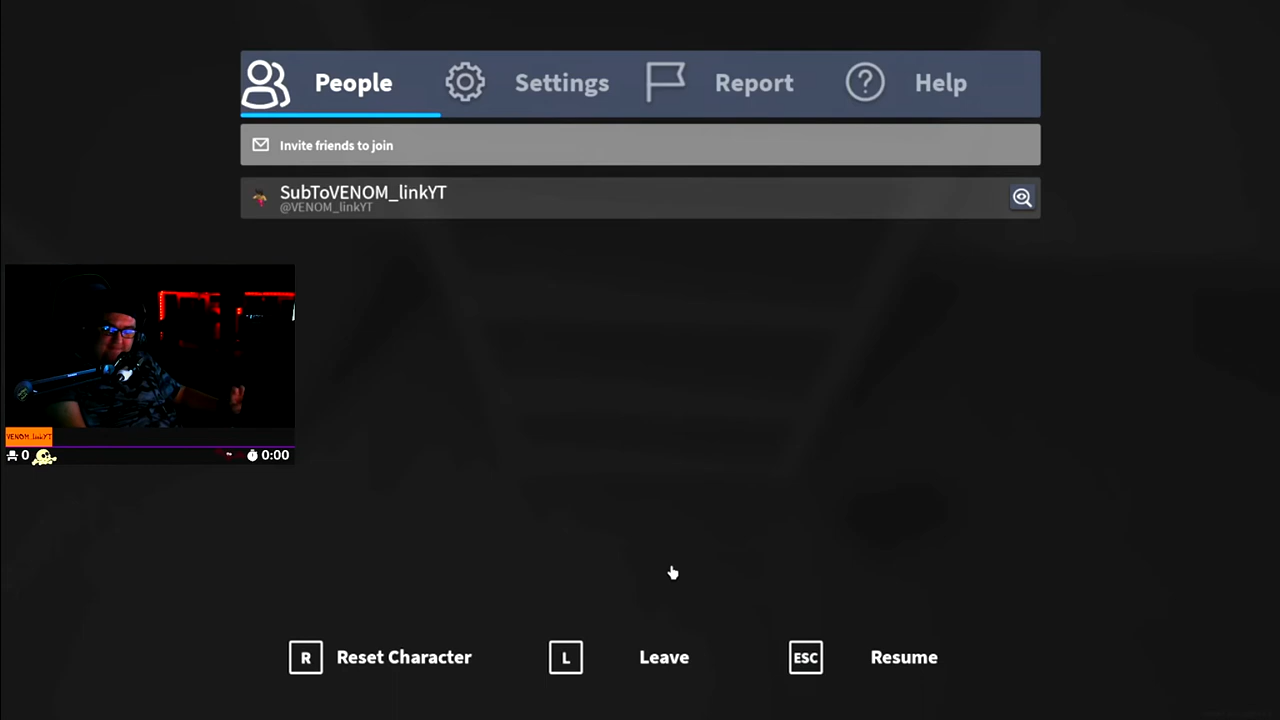 People
Settings
Report
Help
Invite friends to join
SubToVENOM_linkYT
@VENOM_linkYT
VENOM_linkYT
0
0:00
R Reset Character
L Leave
ESC Resume